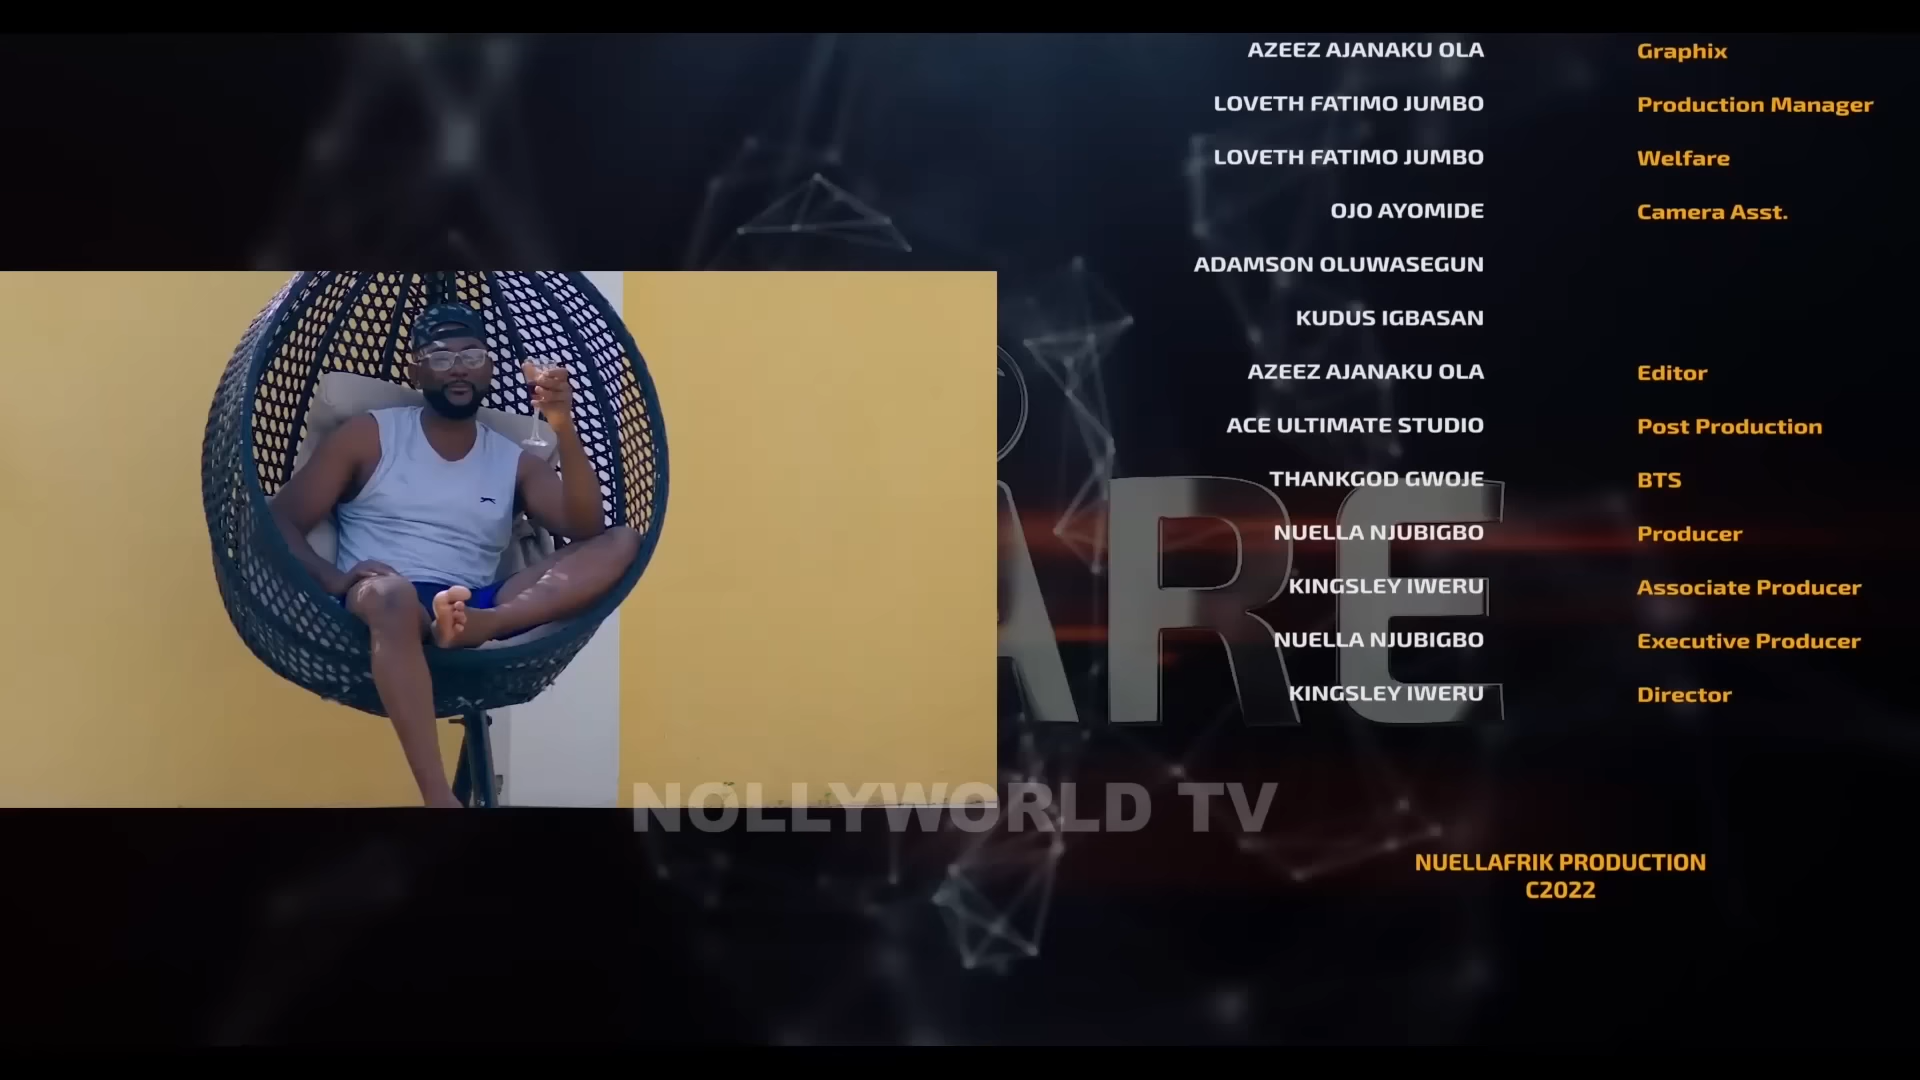 AZEEZ AJANAKU OLA Graphix
LOVETH FATIMO JUMBO Production Manager
LOVETH FATIMO JUMBO Welfare
OJO AYOMIDE Camera Asst.
ADAMSON OLUWASEGUN
KUDUS IGBASAN
AZEEZ AJANAKU OLA Editor
ACE ULTIMATE STUDIO Post Production
THANKGOD GWOJE BTS
NUELLA NJUBIGBO Producer
KINGSLEY IWERU Associate Producer
NUELLA NJUBIGBO Executive Producer
KINGSLEY IWERU Director
ARE
NOLLYWORLD TV
NUELLAFRIK PRODUCTION
C2022